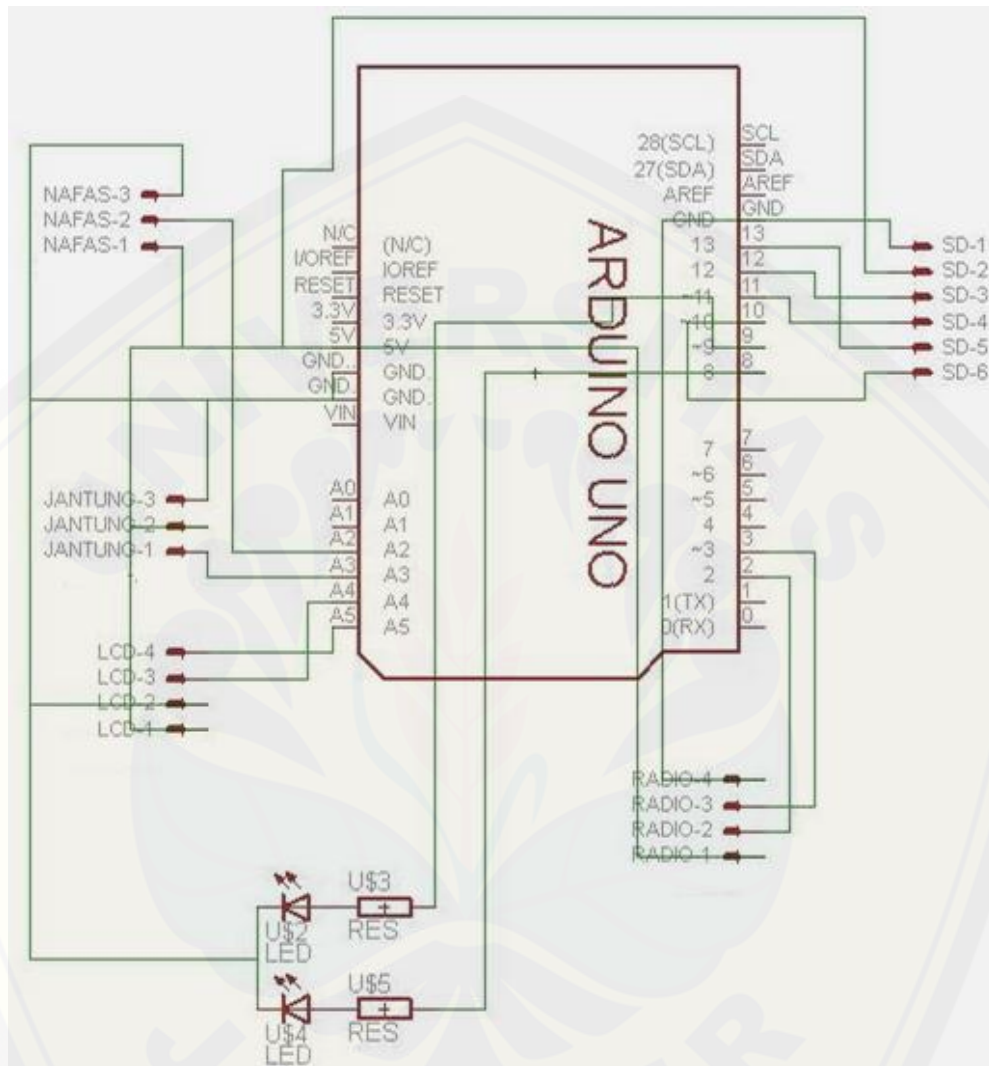 SCL
28(SCL)
SDA
27(SDA)
AREF
AREF
GND
GND
NAFAS-3
NAFAS-2
NAFAS-1
N/C
(N/C)
I/OREF
IOREF
RESET
RESET
3.3V
3.3V
5V
5V
GND..
GND.
GND.
GND.
VIN
VIN
A0
A0
A1
A1
A2
A2
A3
A3
A4
A4
A5
A5
ARDUINO UNO
13
13
12
12
~11
11
~10
10
~9
9
8
8
7
7
~6
6
~5
5
4
4
~3
3
2
2
1(TX)
1
0(RX)
0
SD-1
SD-2
SD-3
SD-4
SD-5
SD-6
JANTUNG-3
JANTUNG-2
JANTUNG-1
LCD-4
LCD-3
LCD-2
LCD-1
RADIO-4
RADIO-3
RADIO-2
RADIO-1
U$3
RES
U$2
LED
U$5
RES
U$4
LED
UNIVERSITAS